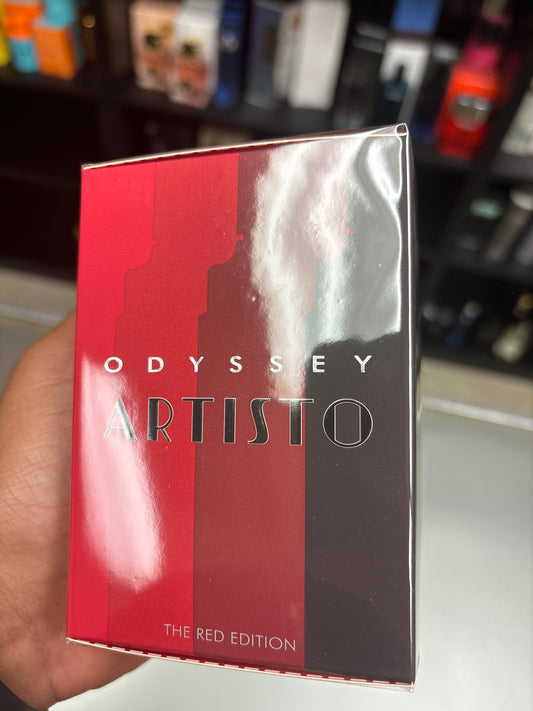 ODYSSEY
ARTISTO
THE RED EDITION